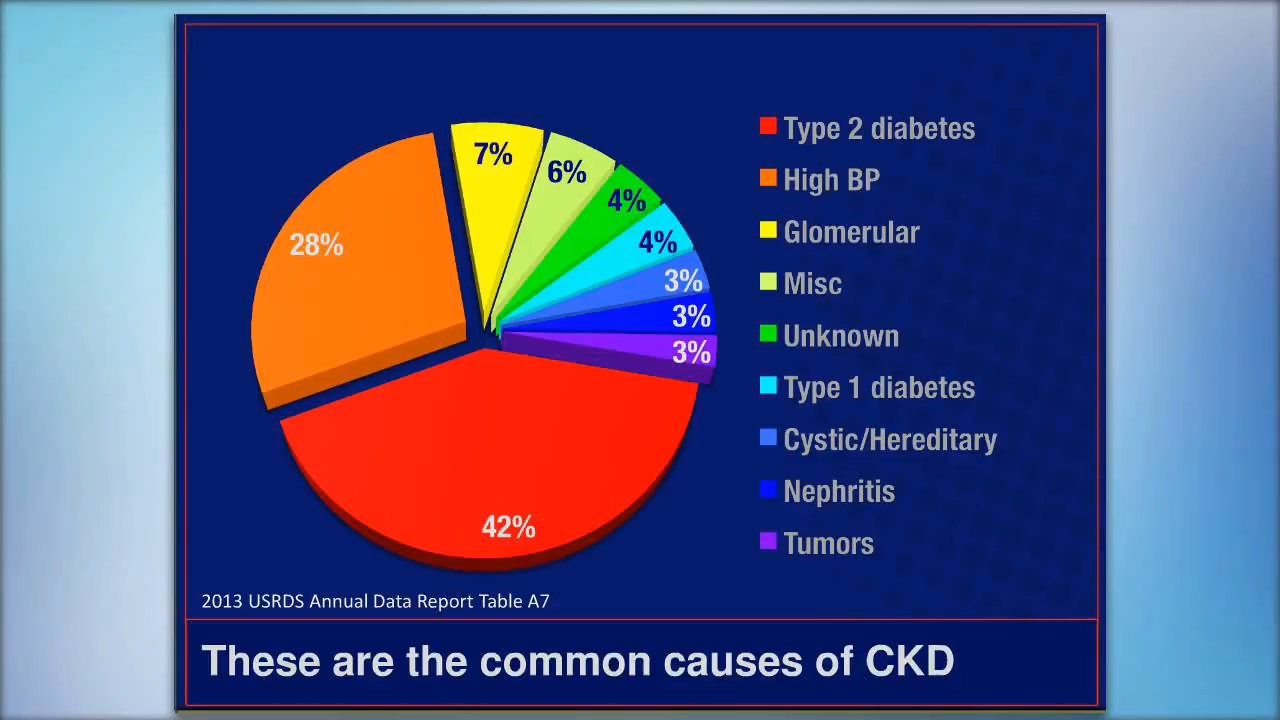 7%
6%
4%
4%
28%
3%
3%
3%
42%
Type 2 diabetes
High BP
Glomerular
Misc
Unknown
Type 1 diabetes
Cystic/Hereditary
Nephritis
Tumors
2013 USRDS Annual Data Report Table A7
These are the common causes of CKD